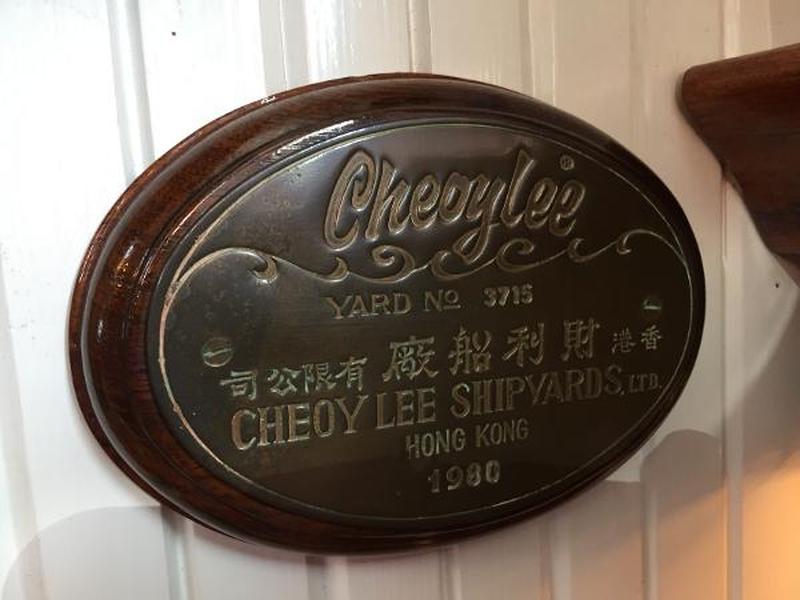 Cheoylee®
YARD Nº 3715
香港 財利船廠 有限公司
CHEOY LEE SHIPYARDS, LTD.
HONG KONG
1980